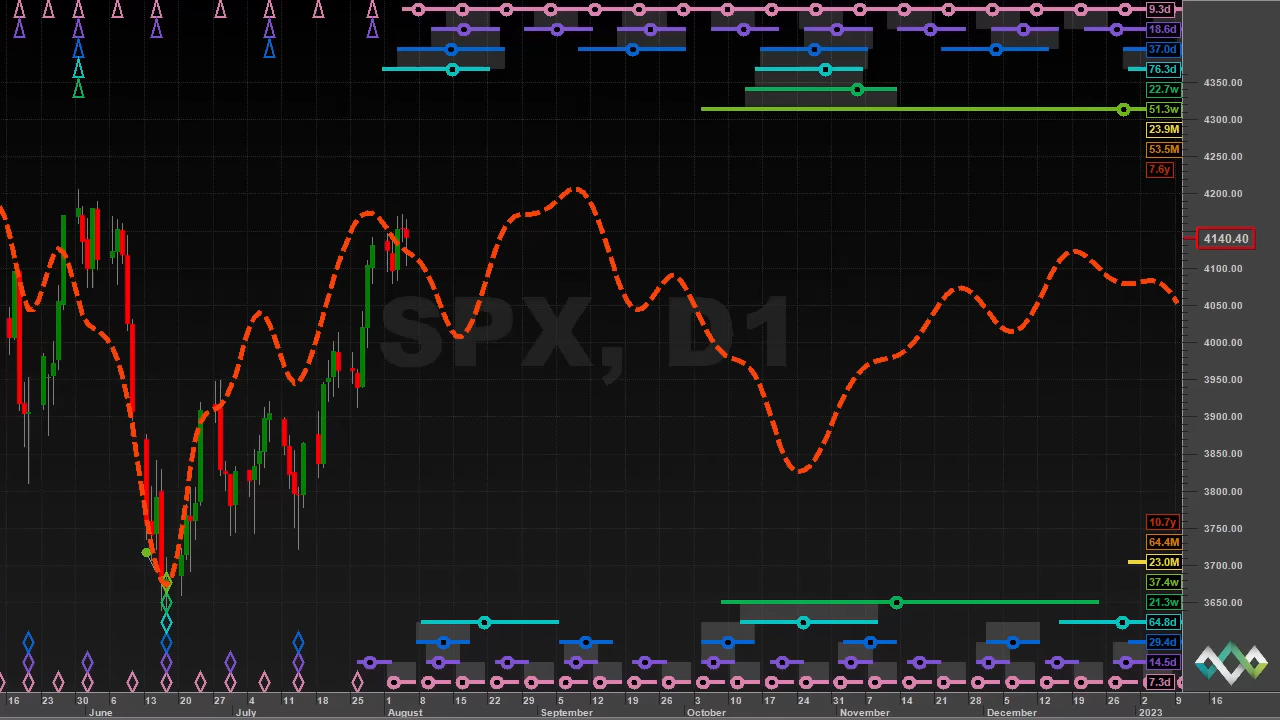 9.3d
18.6d
37.0d
76.3d
22.7w
51.3w
23.9M
53.5M
7.6y
4350.00
4300.00
4250.00
4200.00
4140.40
4100.00
4050.00
4000.00
3950.00
3900.00
3850.00
3800.00
3750.00
3700.00
3650.00
SPX, D1
10.7y
64.4M
23.0M
37.4w
21.3w
64.8d
29.4d
14.5d
7.3d
16 23 30 6 13 20 27 5 11 18 25 1 8 15 22 29 5 12 19 26 3 10 17 24 31 7 14 21 28 5 12 19 26 3 9 16
June July August September October November December 2023